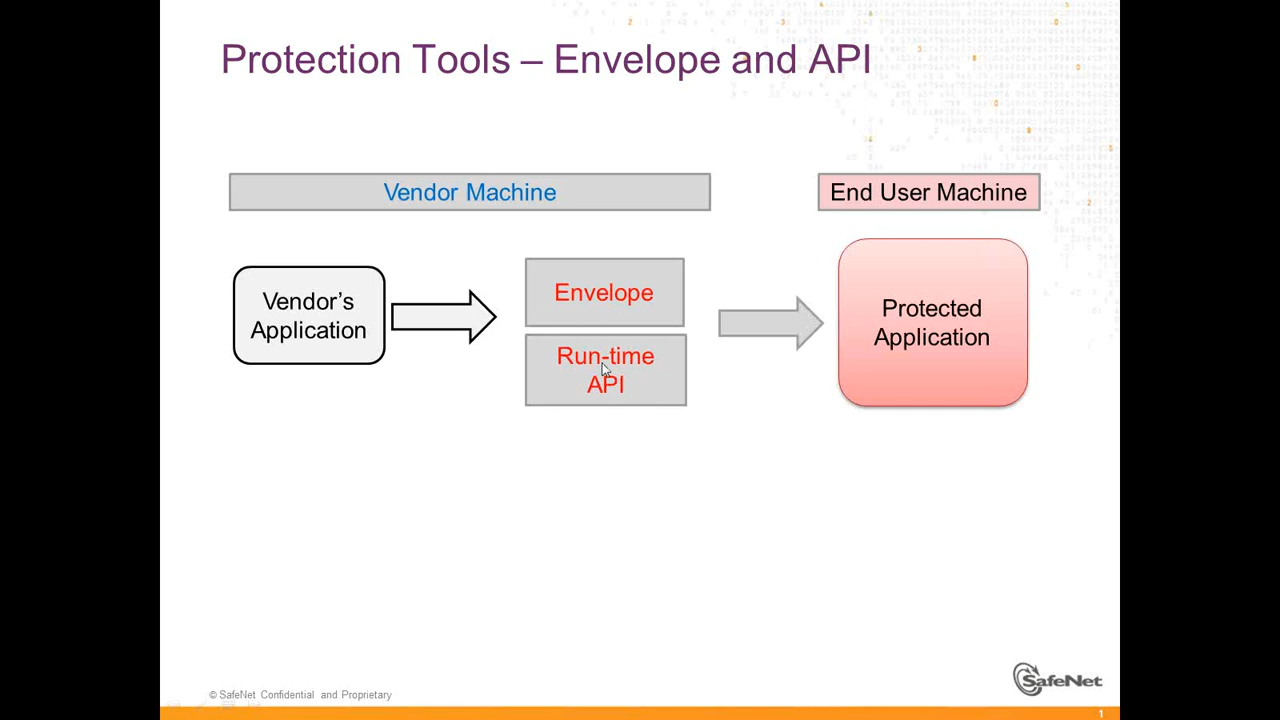 Protection Tools – Envelope and API
Vendor Machine
End User Machine
Vendor’s
Application
Envelope
Run-time
API
Protected
Application
© SafeNet Confidential and Proprietary
SafeNet
1